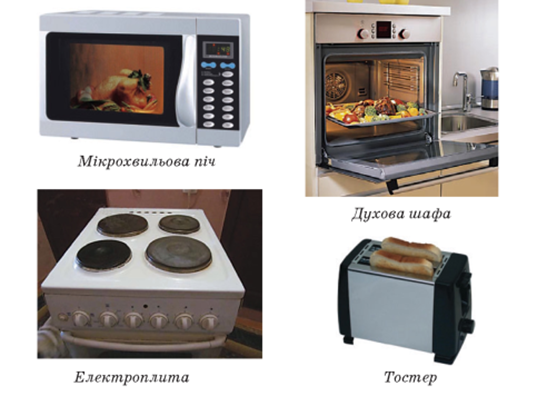 Мікрохвильова піч
Духова шафа
Електроплита
Тостер